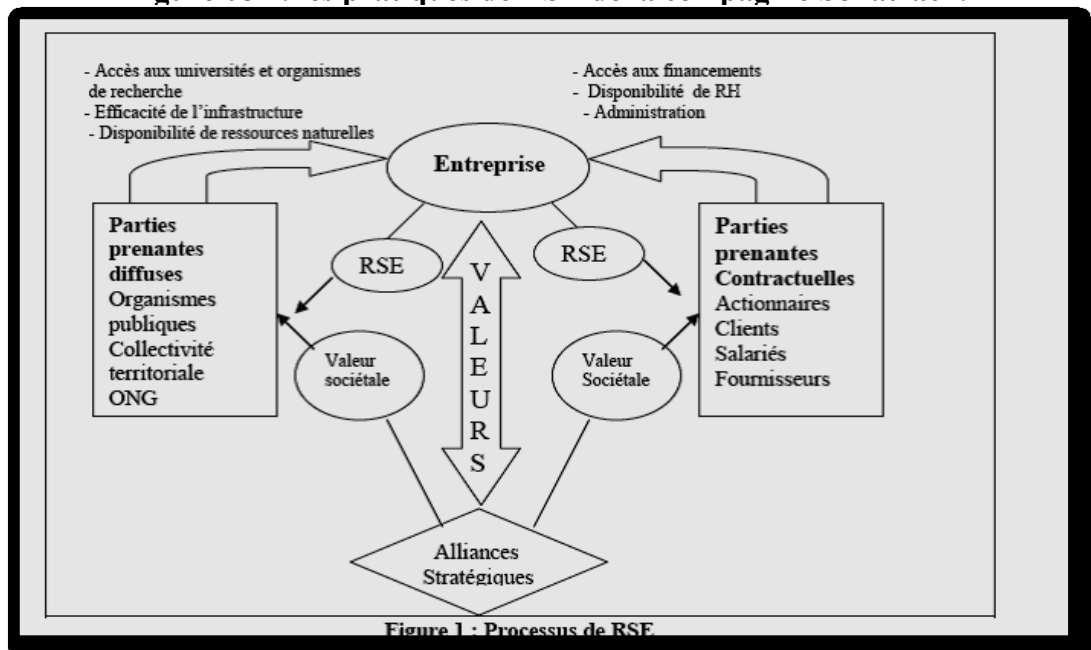 - Accès aux universités et organismes
de recherche
- Efficacité de l'infrastructure
- Disponibilité de ressources naturelles
- Accès aux financements
- Disponibilité de RH
- Administration
Entreprise
Parties
prenantes
diffuses
Organismes
publiques
Collectivité
territoriale
ONG
RSE
Valeur
sociétale
VALEURS
RSE
Valeur
Sociétale
Parties
prenantes
Contractuelles
Actionnaires
Clients
Salariés
Fournisseurs
Alliances
Stratégiques
Figure 1 : Processus de RSE